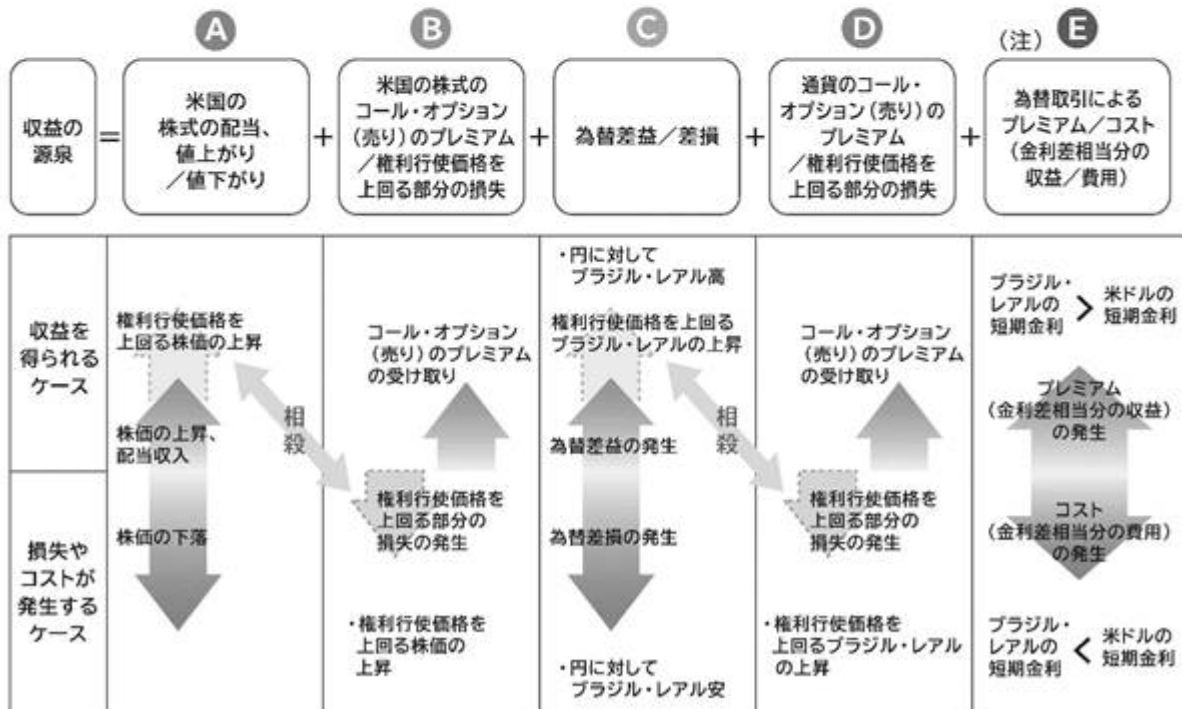 A
B
C
D
(注) E
収益の
源泉
=
米国の
株式の配当、
値上がり
/値下がり
+
米国の株式の
コール・オプション
(売り)のプレミアム
/権利行使価格を
上回る部分の損失
+
為替差益/差損
+
通貨のコール・
オプション(売り)の
プレミアム
/権利行使価格を
上回る部分の損失
+
為替取引による
プレミアム/コスト
(金利差相当分の
収益/費用)
収益を
得られる
ケース
権利行使価格を
上回る株価の上昇
株価の上昇、
配当収入
相殺
コール・オプション
(売り)のプレミアム
の受け取り
・円に対して
ブラジル・レアル高
権利行使価格を上回る
ブラジル・レアルの上昇
為替差益の発生
相殺
コール・オプション
(売り)のプレミアム
の受け取り
ブラジル・
レアルの
短期金利
>
米ドルの
短期金利
プレミアム
(金利差相当分の収益)
の発生
損失や
コストが
発生する
ケース
株価の下落
権利行使価格を
上回る部分の
損失の発生
・権利行使価格を
上回る株価の
上昇
為替差損の発生
・円に対して
ブラジル・レアル安
権利行使価格を
上回る部分の
損失の発生
・権利行使価格を
上回るブラジル・レアル
の上昇
コスト
(金利差相当分の費用)
の発生
ブラジル・
レアルの
短期金利
<
米ドルの
短期金利